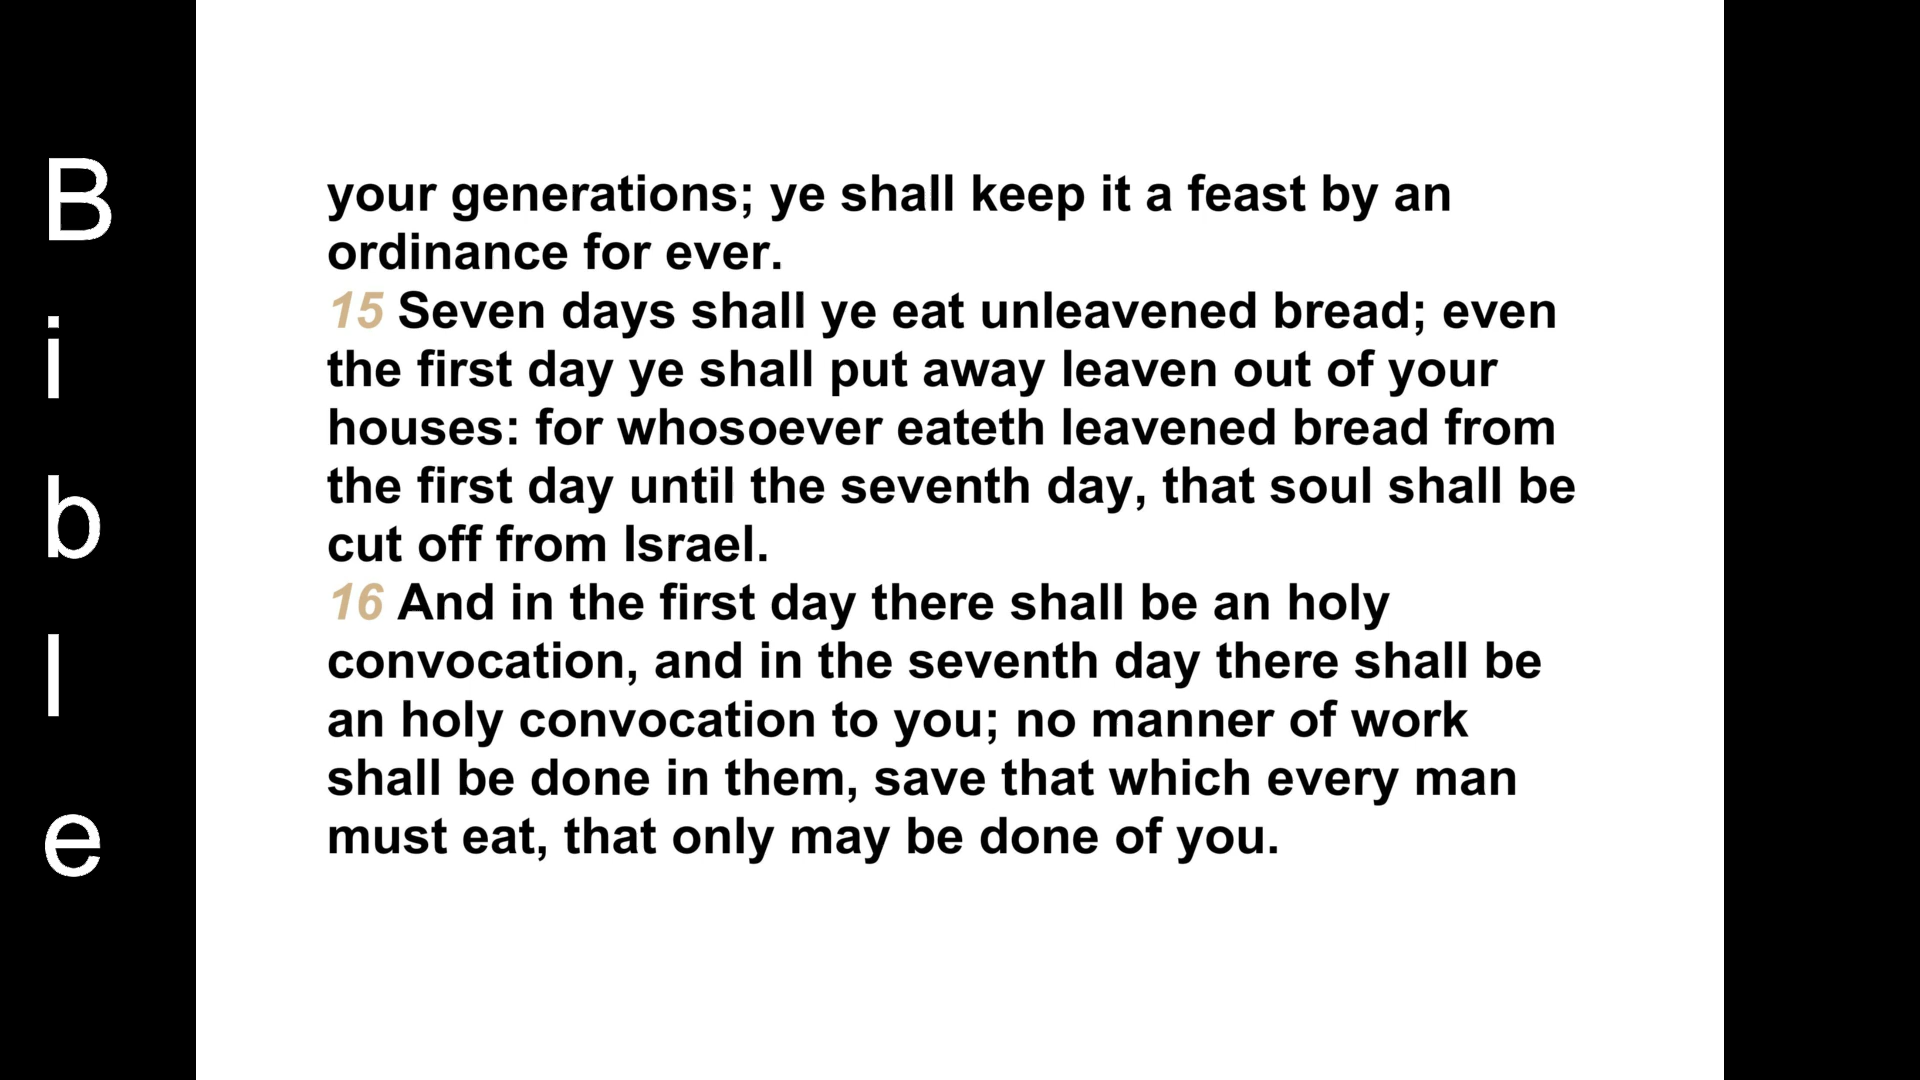 Bible
your generations; ye shall keep it a feast by an
ordinance for ever.
15 Seven days shall ye eat unleavened bread; even
the first day ye shall put away leaven out of your
houses: for whosoever eateth leavened bread from
the first day until the seventh day, that soul shall be
cut off from Israel.
16 And in the first day there shall be an holy
convocation, and in the seventh day there shall be
an holy convocation to you; no manner of work
shall be done in them, save that which every man
must eat, that only may be done of you.